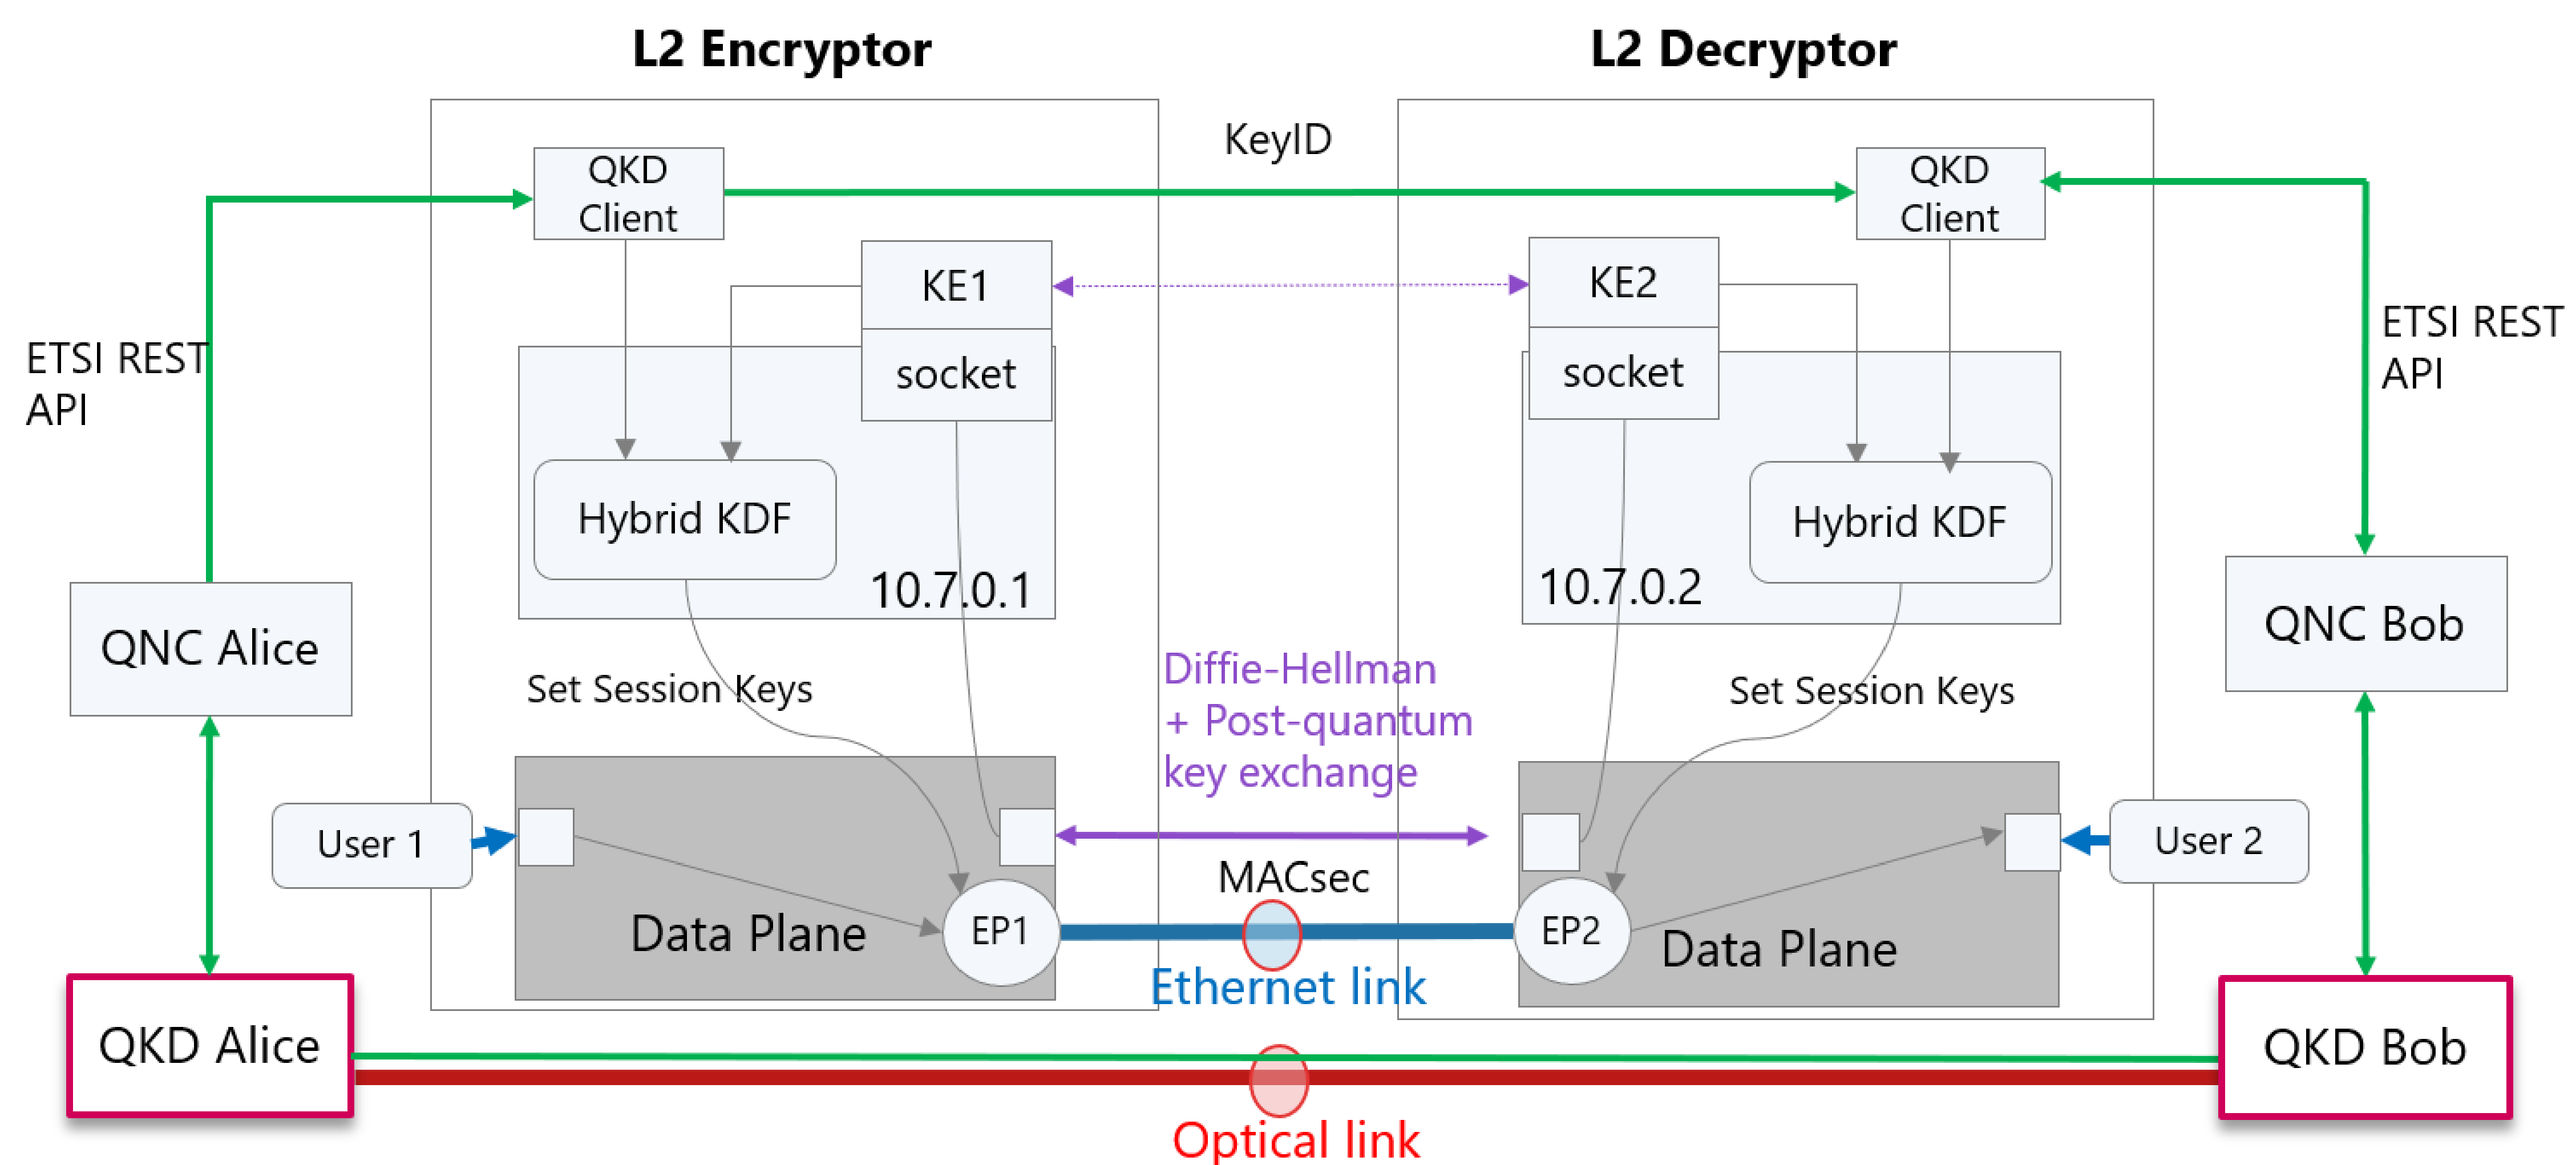 L2 Encryptor
L2 Decryptor
KeyID
QKD
Client
QKD
Client
KE1
KE2
socket
socket
ETSI REST
API
ETSI REST
API
Hybrid KDF
Hybrid KDF
10.7.0.1
10.7.0.2
QNC Alice
QNC Bob
Set Session Keys
Diffie-Hellman
+ Post-quantum
key exchange
Set Session Keys
User 1
User 2
MACsec
Data Plane
EP1
EP2
Data Plane
Ethernet link
QKD Alice
QKD Bob
Optical link